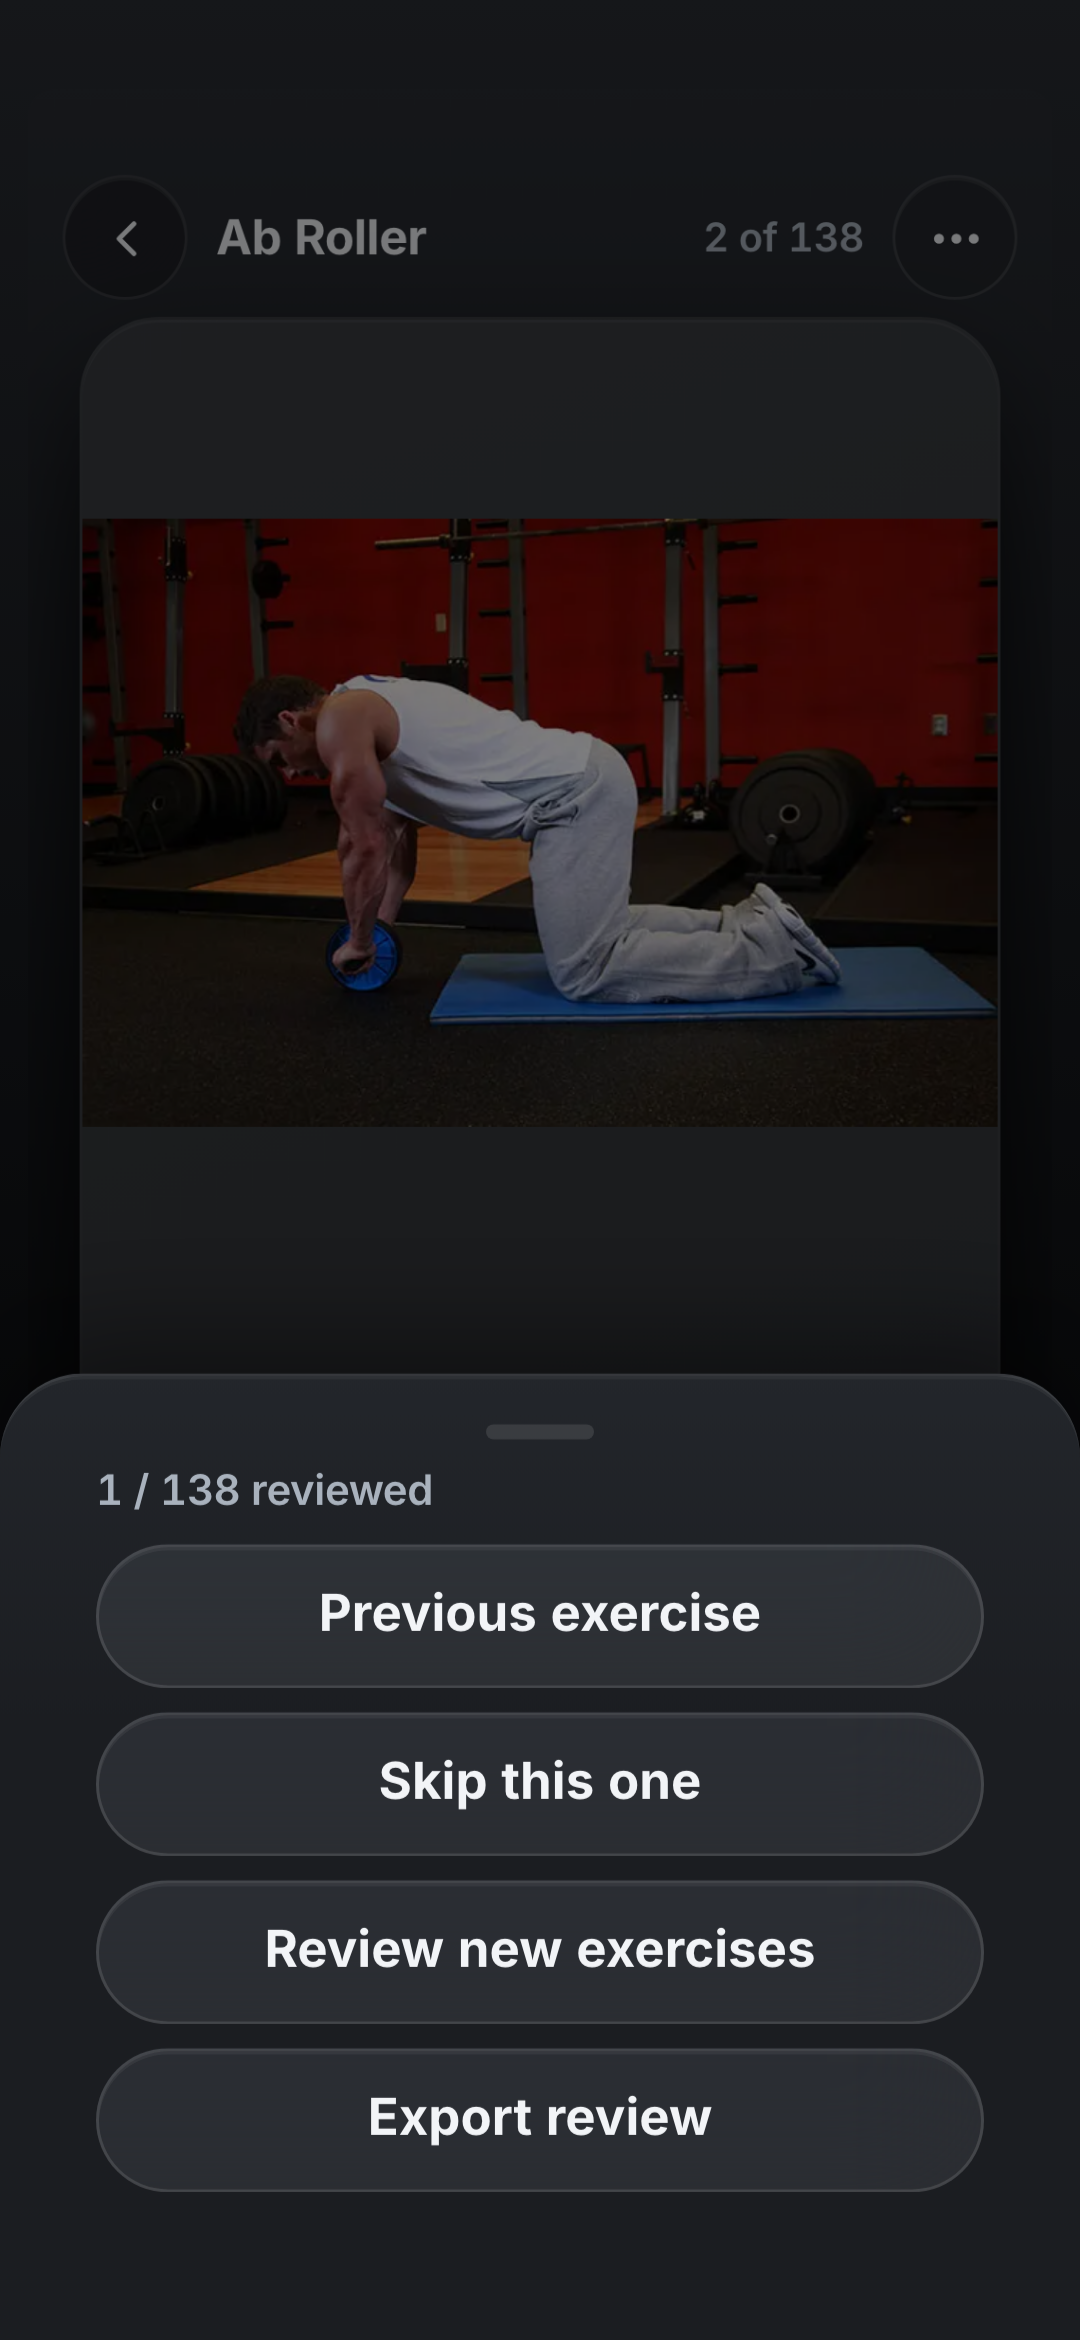 Ab Roller
2 of 138
1 / 138 reviewed
Previous exercise
Skip this one
Review new exercises
Export review